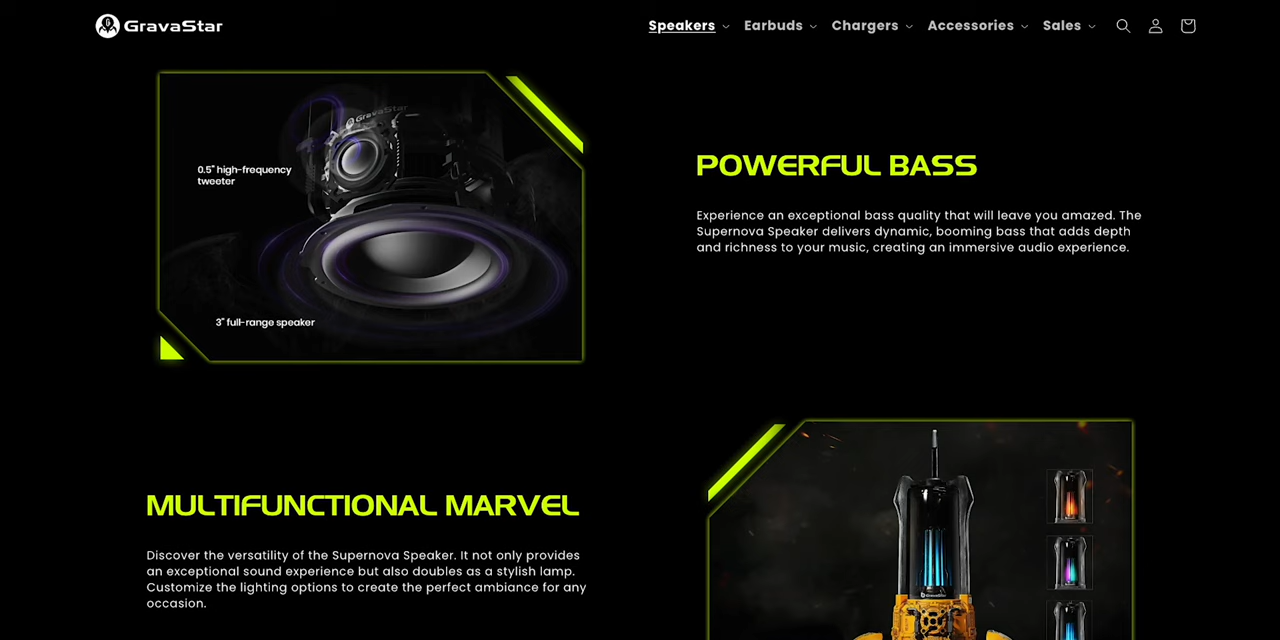 GravaStar
Speakers Earbuds Chargers Accessories Sales
GravaStar
0.5" high-frequency
tweeter
3" full-range speaker
POWERFUL BASS
Experience an exceptional bass quality that will leave you amazed. The
Supernova Speaker delivers dynamic, booming bass that adds depth
and richness to your music, creating an immersive audio experience.
MULTIFUNCTIONAL MARVEL
Discover the versatility of the Supernova Speaker. It not only provides
an exceptional sound experience but also doubles as a stylish lamp.
Customize the lighting options to create the perfect ambiance for any
occasion.
GravaStar